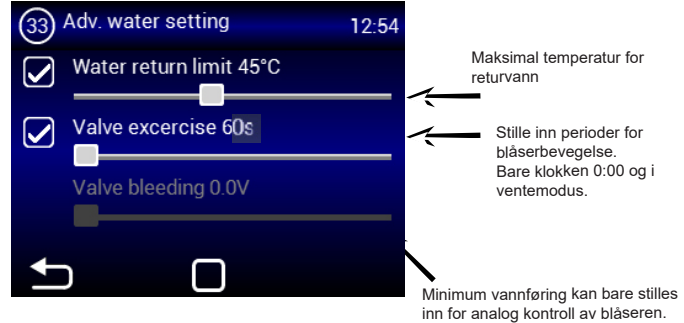 33 Adv. water setting 12:54
Water return limit 45°C
Valve excercise 60s
Valve bleeding 0.0V
Maksimal temperatur for
returvann
Stille inn perioder for
blåserbevegelse.
Bare klokken 0:00 og i
ventemodus.
Minimum vannføring kan bare stilles
inn for analog kontroll av blåseren.